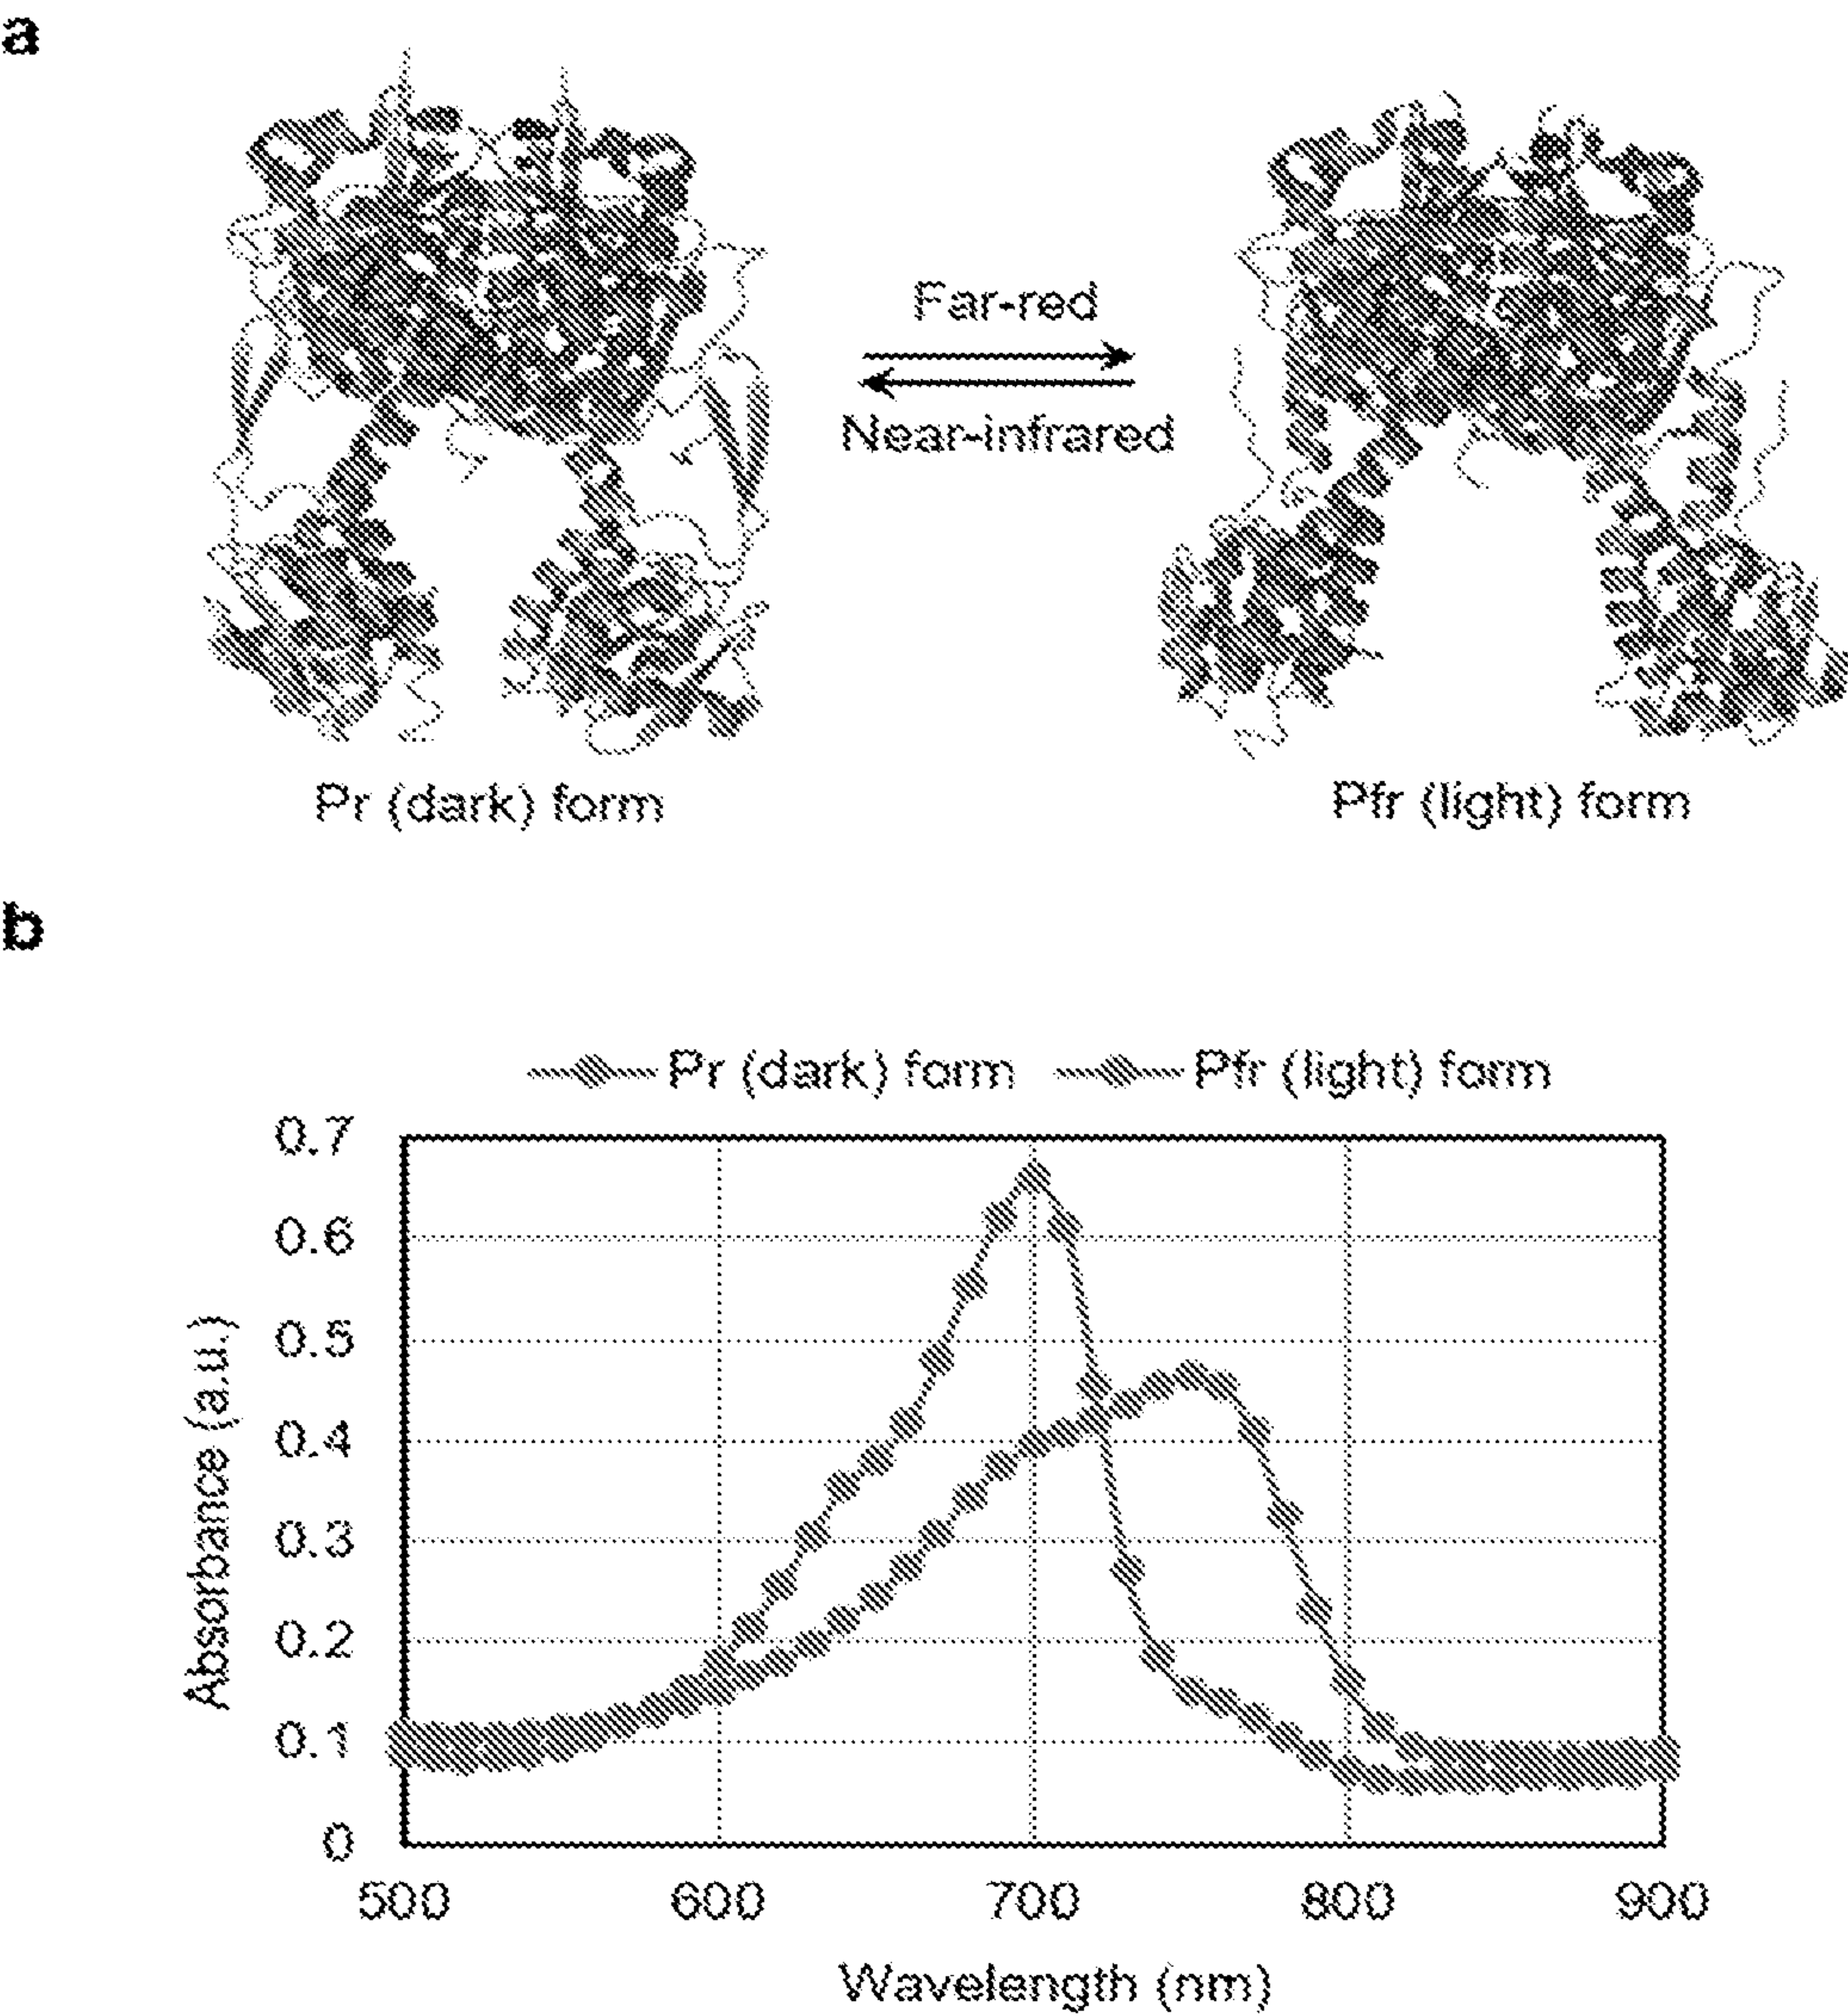 a
Far-red
Near-infrared
Pr (dark) form
Pfr (light) form
b
Pr (dark) form
Pfr (light) form
0.7
0.6
0.5
0.4
0.3
0.2
0.1
0
Absorbance (a.u.)
500
600
700
800
900
Wavelength (nm)